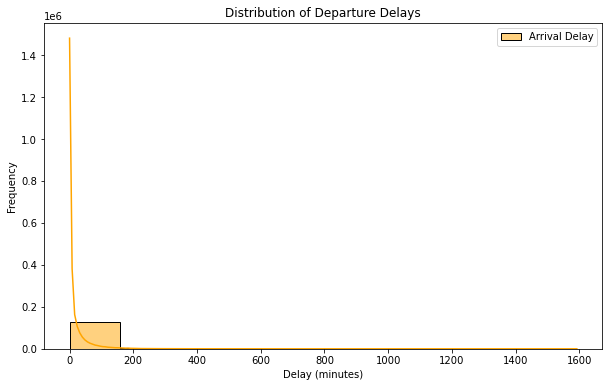 Distribution of Departure Delays
1e6
Arrival Delay
1.4
1.2
1.0
0.8
0.6
0.4
0.2
0.0
Frequency
0 200 400 600 800 1000 1200 1400 1600
Delay (minutes)